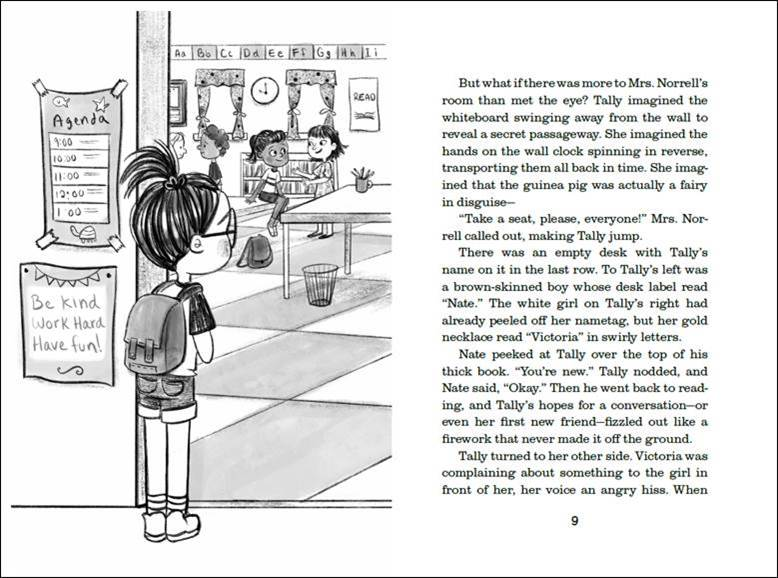 Aa Bb Cc Dd Ee Ff Gg Hh Ii
READ
Agenda
9:00
10:00
11:00
12:00
1:00
Be Kind
Work Hard
Have fun!
But what if there was more to Mrs. Norrell's
room than met the eye? Tally imagined the
whiteboard swinging away from the wall to
reveal a secret passageway. She imagined the
hands on the wall clock spinning in reverse,
transporting them all back in time. She imag-
ined that the guinea pig was actually a fairy
in disguise—
"Take a seat, please, everyone!" Mrs. Nor-
rell called out, making Tally jump.
There was an empty desk with Tally's
name on it in the last row. To Tally's left was
a brown-skinned boy whose desk label read
"Nate." The white girl on Tally's right had
already peeled off her nametag, but her gold
necklace read "Victoria" in swirly letters.
Nate peeked at Tally over the top of his
thick book. "You're new." Tally nodded, and
Nate said, "Okay." Then he went back to read-
ing, and Tally's hopes for a conversation—or
even her first new friend—fizzled out like a
firework that never made it off the ground.
Tally turned to her other side. Victoria was
complaining about something to the girl in
front of her, her voice an angry hiss. When
9